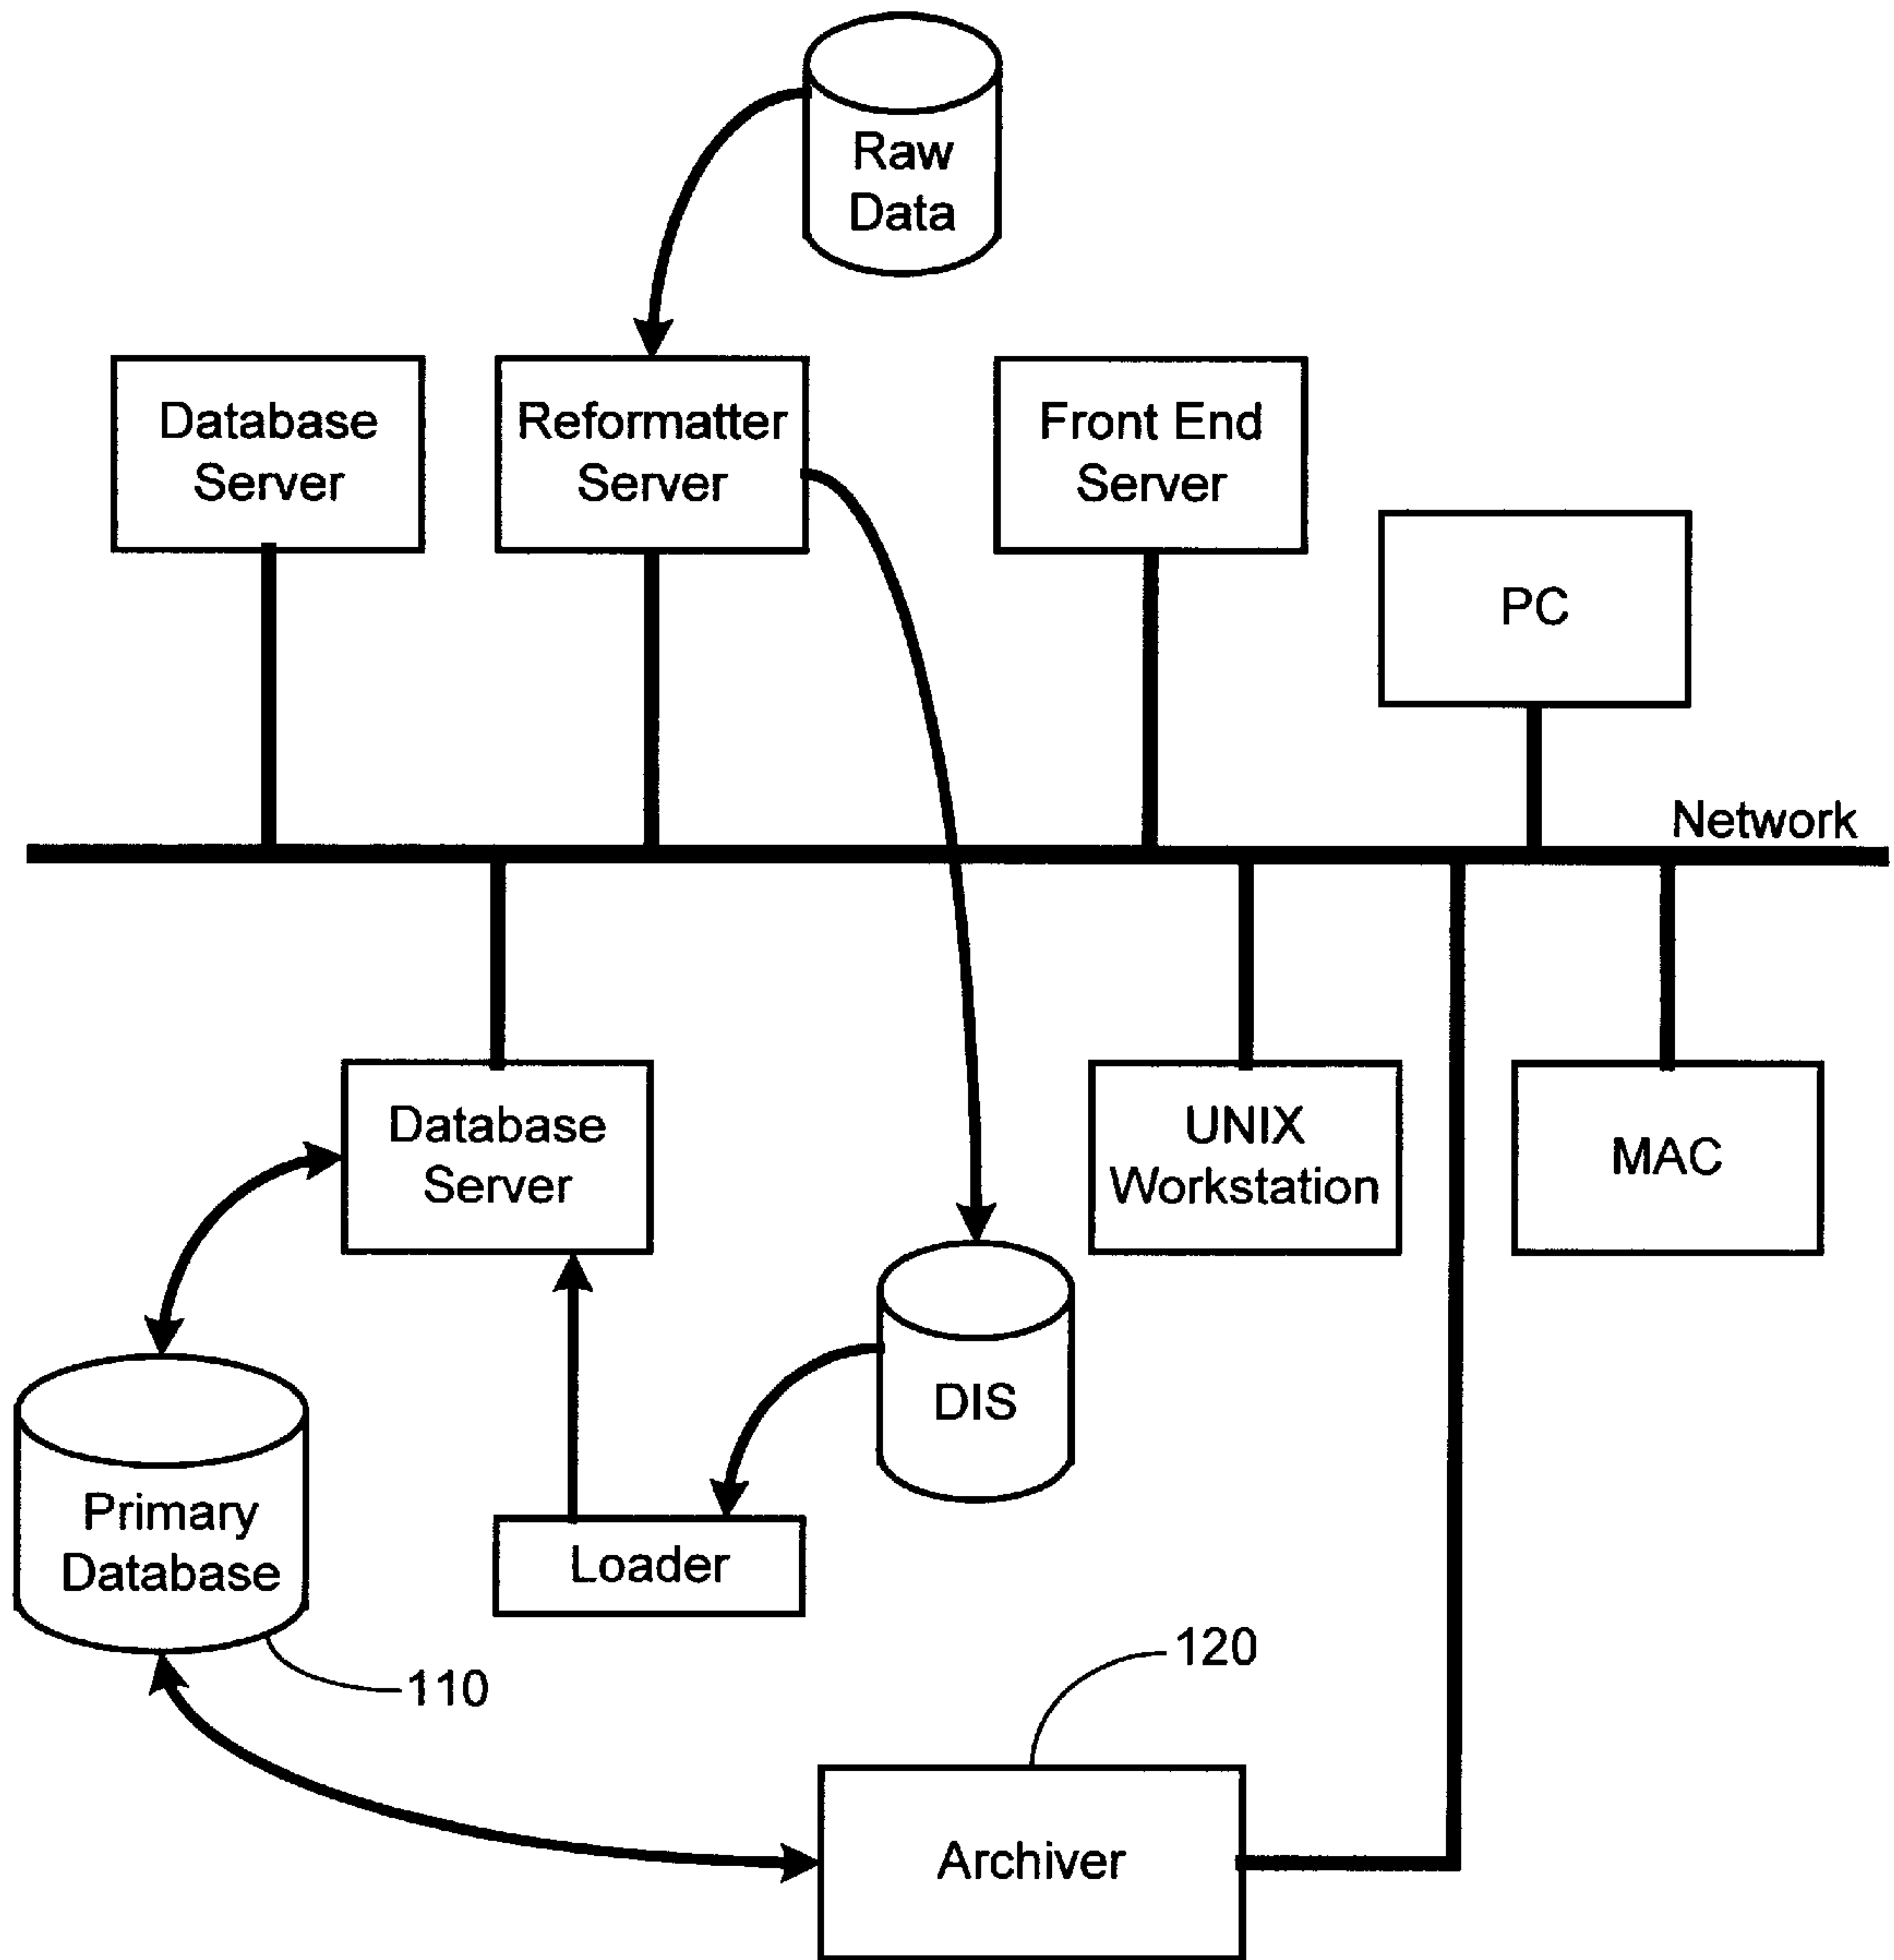 Raw
Data
Database
Server
Reformatter
Server
Front End
Server
PC
Network
Database
Server
UNIX
Workstation
MAC
DIS
Primary
Database
Loader
110
120
Archiver